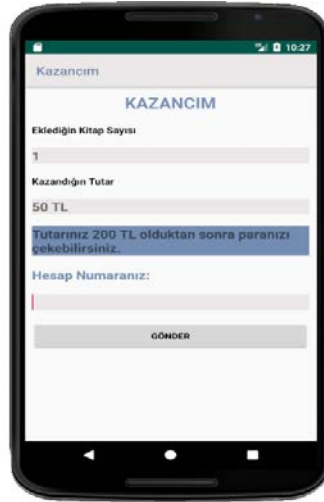 10:27
Kazancım
KAZANCIM
Eklediğin Kitap Sayısı
1
Kazandığın Tutar
50 TL
Tutarınız 200 TL olduktan sonra paranızı
çekebilirsiniz.
Hesap Numaranız:
GÖNDER